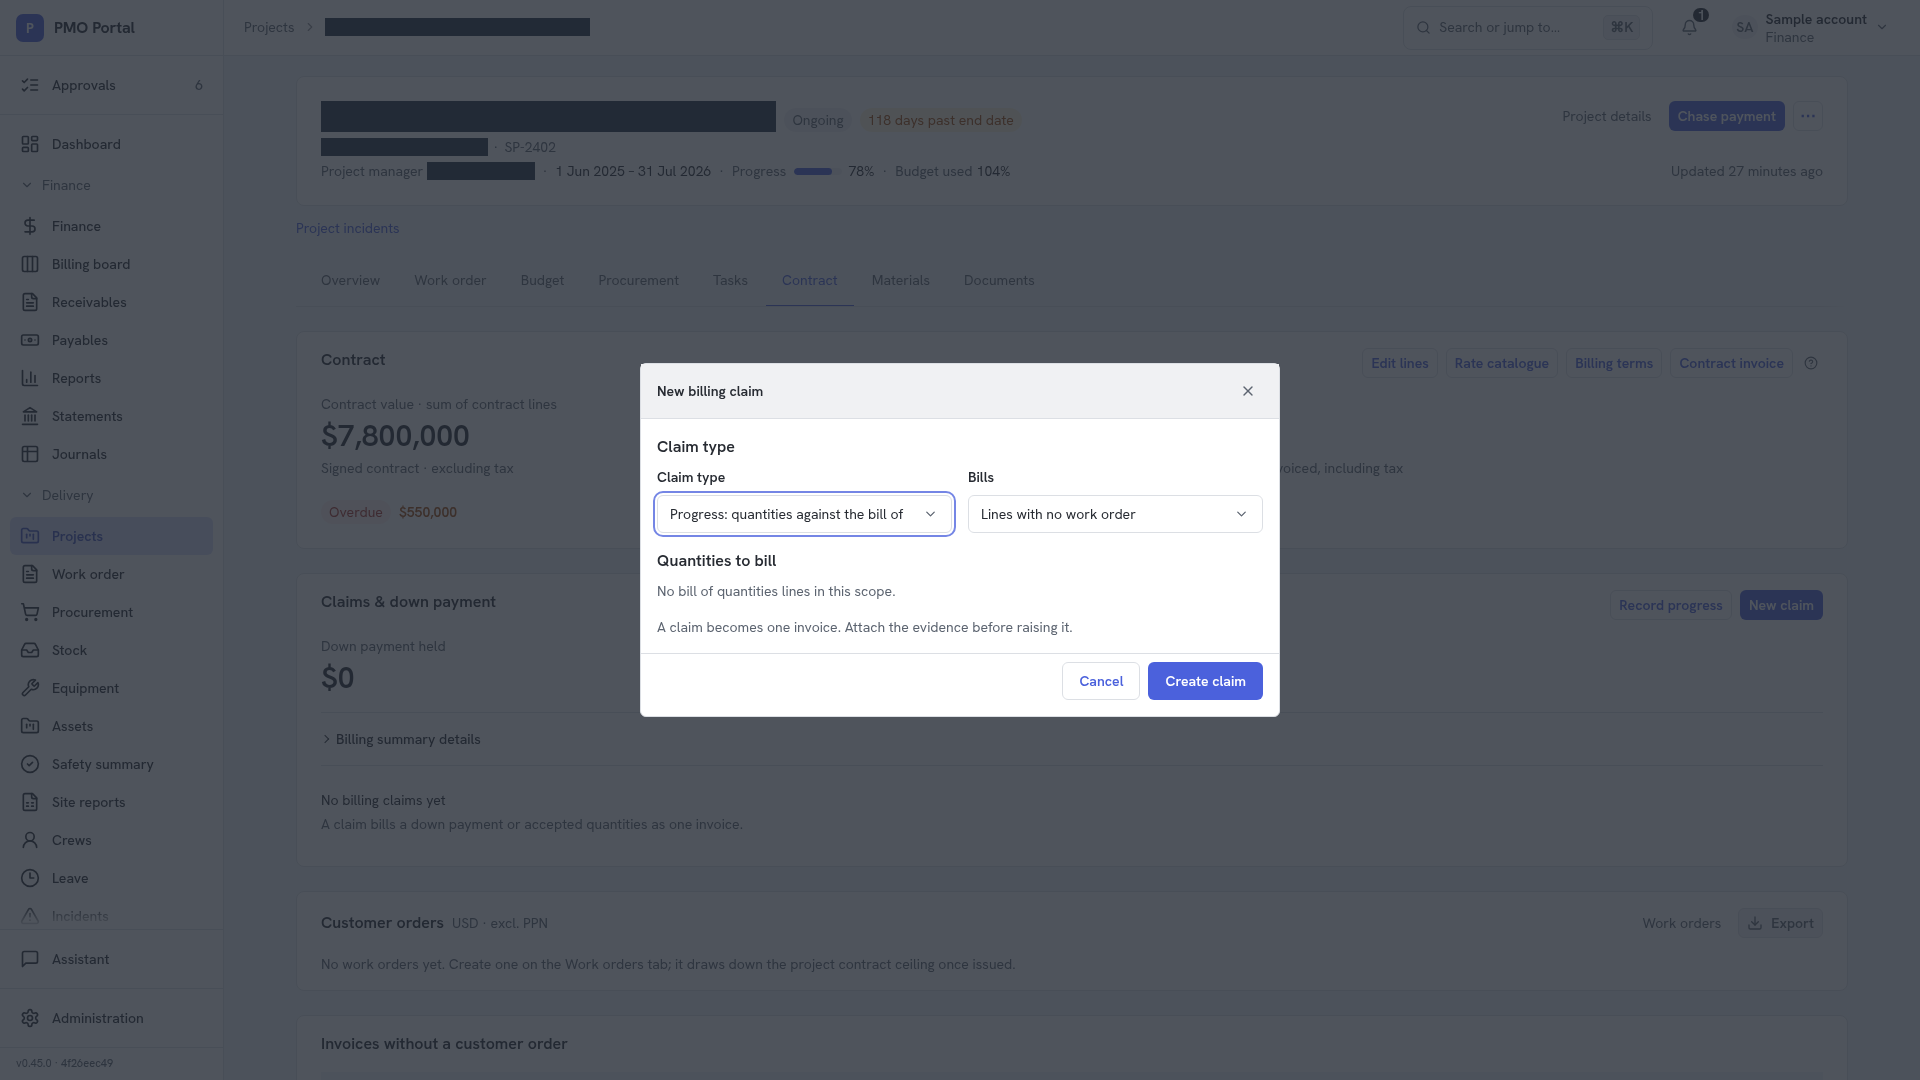 P PMO Portal
Projects
Search or jump to...
⌘K
1
SA
Sample account
Finance
Approvals 6
Dashboard
Finance
Finance
Billing board
Receivables
Payables
Reports
Statements
Journals
Delivery
Projects
Work order
Procurement
Stock
Equipment
Assets
Safety summary
Site reports
Crews
Leave
Incidents
Assistant
Administration
v0.45.0 · 4f26eec49
Ongoing 118 days past end date
Project details Chase payment
· SP-2402
Project manager · 1 Jun 2025 – 31 Jul 2026 · Progress 78% · Budget used 104%
Updated 27 minutes ago
Project incidents
Overview Work order Budget Procurement Tasks Contract Materials Documents
Contract
Edit lines Rate catalogue Billing terms Contract invoice
Contract value · sum of contract lines
$7,800,000
Signed contract · excluding tax
voiced, including tax
Overdue $550,000
New billing claim
Claim type
Claim type Bills
Progress: quantities against the bill of Lines with no work order
Quantities to bill
No bill of quantities lines in this scope.
A claim becomes one invoice. Attach the evidence before raising it.
Cancel Create claim
Claims & down payment
Record progress New claim
Down payment held
$0
Billing summary details
No billing claims yet
A claim bills a down payment or accepted quantities as one invoice.
Customer orders USD · excl. PPN
Work orders Export
No work orders yet. Create one on the Work orders tab; it draws down the project contract ceiling once issued.
Invoices without a customer order